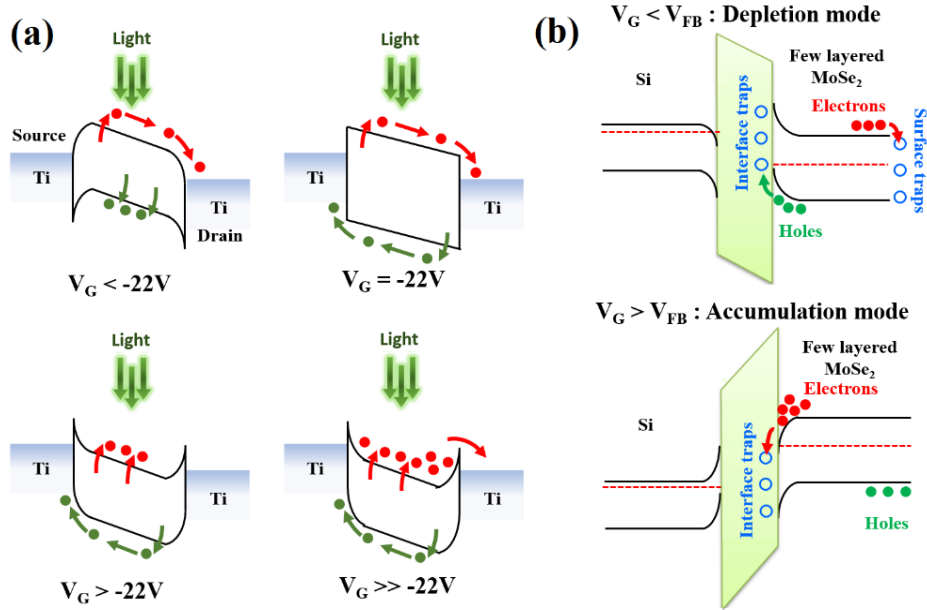 (a)
Light
Source
Ti
Ti
Drain
V_G < -22V
Light
Ti
Ti
V_G = -22V
Light
Ti
Ti
V_G > -22V
Light
Ti
Ti
V_G >> -22V
(b)
V_G < V_FB : Depletion mode
Si
Few layered
MoSe₂
Electrons
Interface traps
Surface traps
Holes
V_G > V_FB : Accumulation mode
Si
Few layered
MoSe₂
Electrons
Interface traps
Holes